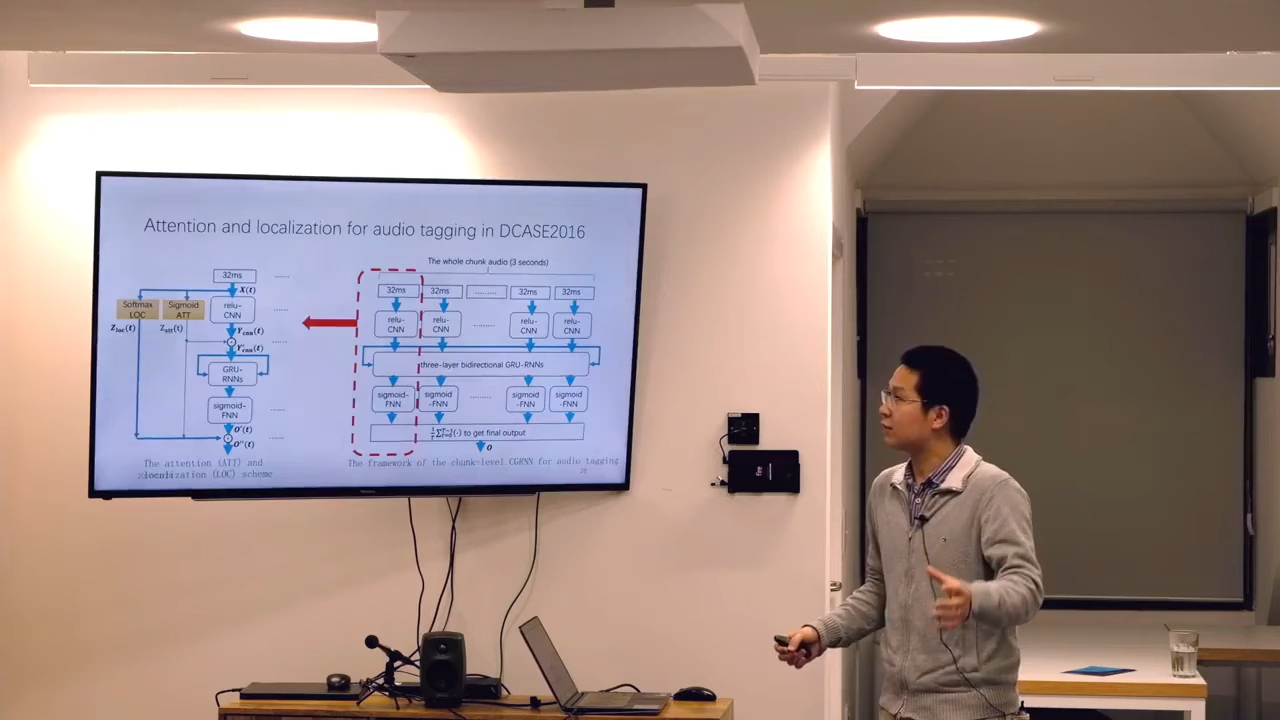 Attention and localization for audio tagging in DCASE2016
The whole chunk audio (3 seconds)
32ms
X(t)
Softmax
LOC
Sigmoid
ATT
relu-
CNN
Z_loc(t)
Z_att(t)
Y_cnn(t)
Y'_cnn(t)
GRU-
RNNs
sigmoid-
FNN
O'(t)
O''(t)
The attention (ATT) and
localization (LOC) scheme
32ms
32ms
.........
32ms
32ms
relu-
CNN
relu-
CNN
.........
relu-
CNN
relu-
CNN
three-layer bidirectional GRU-RNNs
sigmoid-
FNN
sigmoid
-FNN
.........
sigmoid
-FNN
sigmoid
-FNN
to get final output
O
The framework of the chunk-level CGRNN for audio tagging